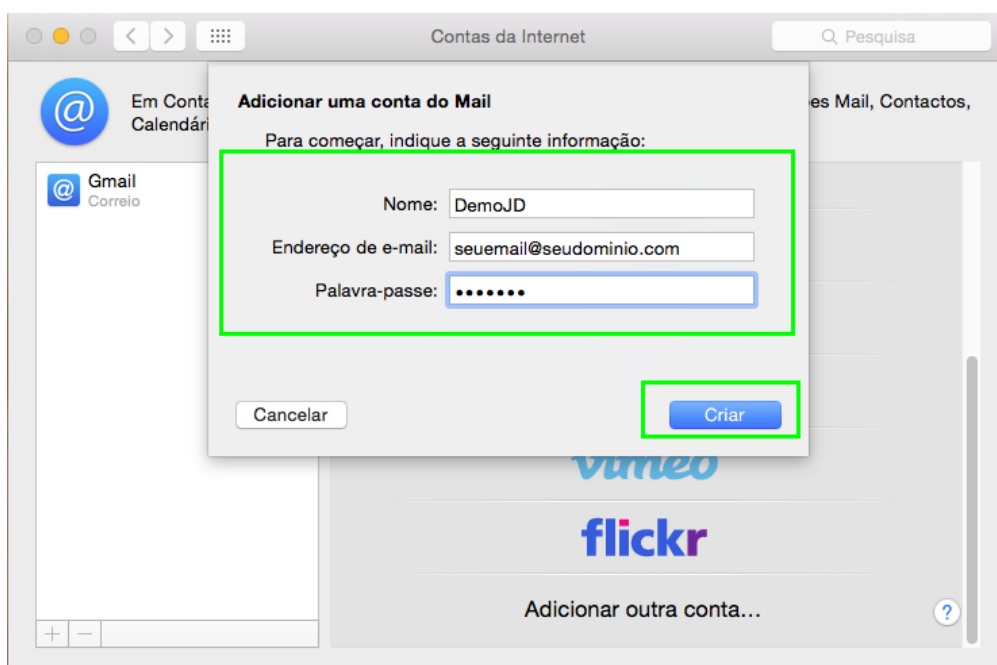 Contas da Internet
Pesquisa
Em Conta
es Mail, Contactos,
Calendári
Adicionar uma conta do Mail
Para começar, indique a seguinte informação:
@ Gmail
Correio
Nome: DemoJD
Endereço de e-mail: seuemail@seudominio.com
Palavra-passe: •••••••
Cancelar
Criar
vimeo
flickr
Adicionar outra conta...
?